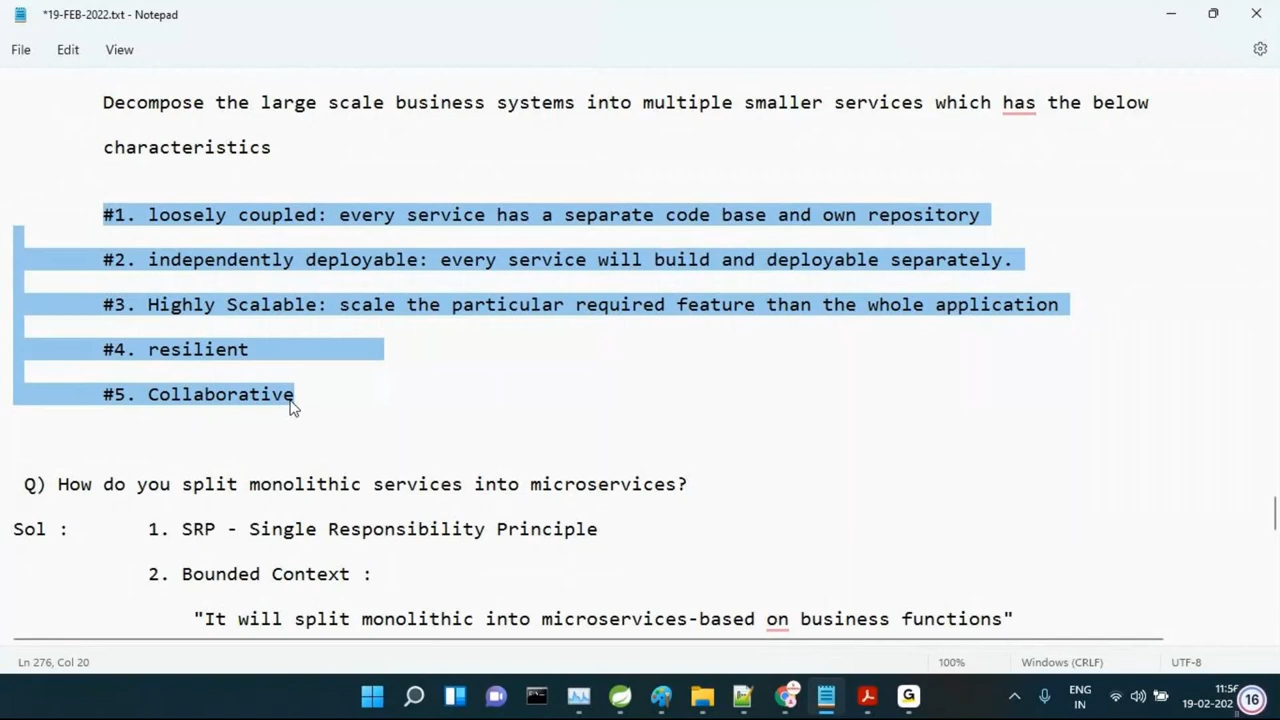 *19-FEB-2022.txt - Notepad
File Edit View
Decompose the large scale business systems into multiple smaller services which has the below
characteristics
#1. loosely coupled: every service has a separate code base and own repository
#2. independently deployable: every service will build and deployable separately.
#3. Highly Scalable: scale the particular required feature than the whole application
#4. resilient
#5. Collaborative
Q) How do you split monolithic services into microservices?
Sol : 1. SRP - Single Responsibility Principle
2. Bounded Context :
"It will split monolithic into microservices-based on business functions"
Ln 276, Col 20 100% Windows (CRLF) UTF-8
ENG 11:56
IN 19-02-202 16